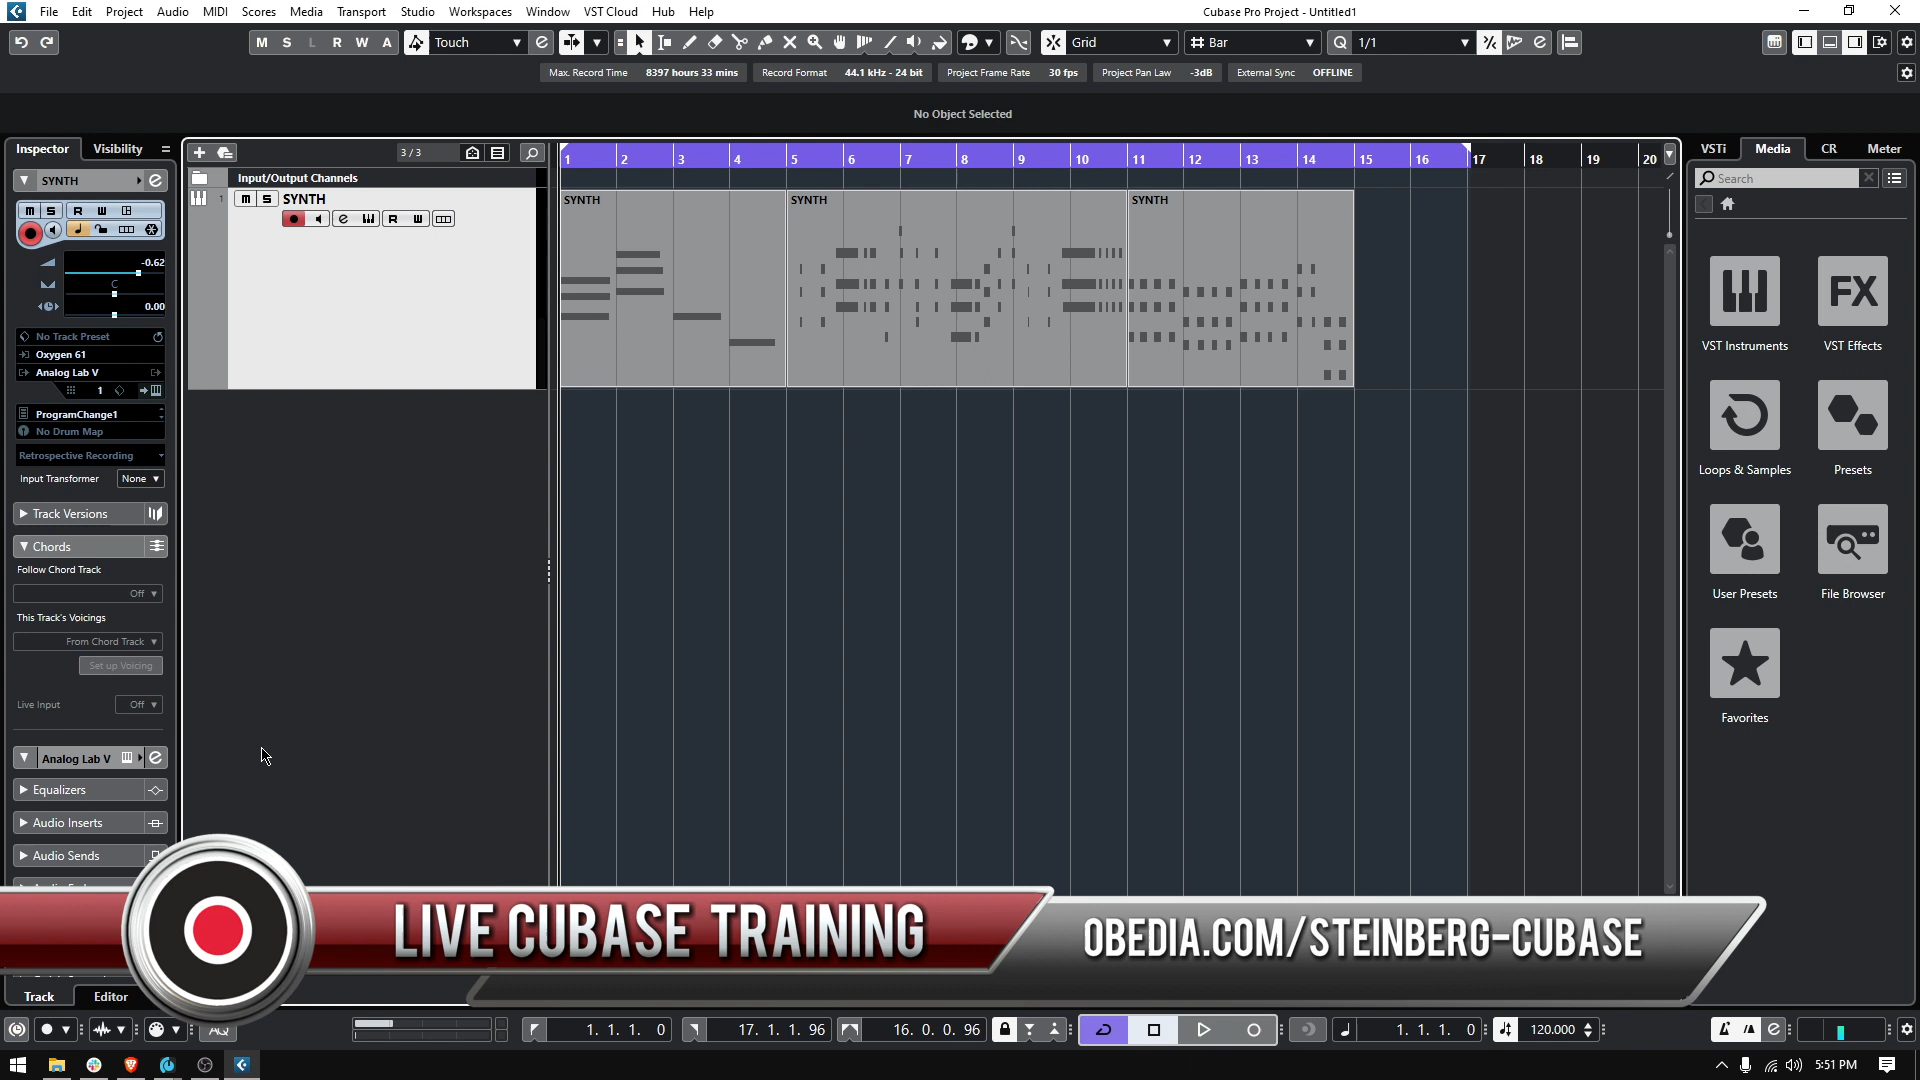 File Edit Project Audio MIDI Scores Media Transport Studio Workspaces Window VST Cloud Hub Help
Cubase Pro Project - Untitled1
M S L R W A Touch Grid Bar Q 1/1
Max. Record Time 8397 hours 33 mins Record Format 44.1 kHz - 24 bit Project Frame Rate 30 fps Project Pan Law -3dB External Sync OFFLINE
No Object Selected
Inspector Visibility
3 / 3
1 2 3 4 5 6 7 8 9 10 11 12 13 14 15 16 17 18 19 20
VSTi Media CR Meter
SYNTH
Input/Output Channels
Search
1 m S SYNTH
R W
SYNTH SYNTH SYNTH
m S R W
-0.62
C
0.00
No Track Preset
Oxygen 61
Analog Lab V
1
ProgramChange1
No Drum Map
Retrospective Recording
Input Transformer None
Track Versions
Chords
Follow Chord Track
Off
This Track's Voicings
From Chord Track
Set up Voicing
Live Input Off
Analog Lab V
Equalizers
Audio Inserts
Audio Sends
VST Instruments FX VST Effects
Loops & Samples Presets
User Presets File Browser
Favorites
LIVE CUBASE TRAINING
OBEDIA.COM/STEINBERG-CUBASE
Track Editor
AQ
1. 1. 1. 0 17. 1. 1. 96 16. 0. 0. 96 1. 1. 1. 0 120.000
5:51 PM